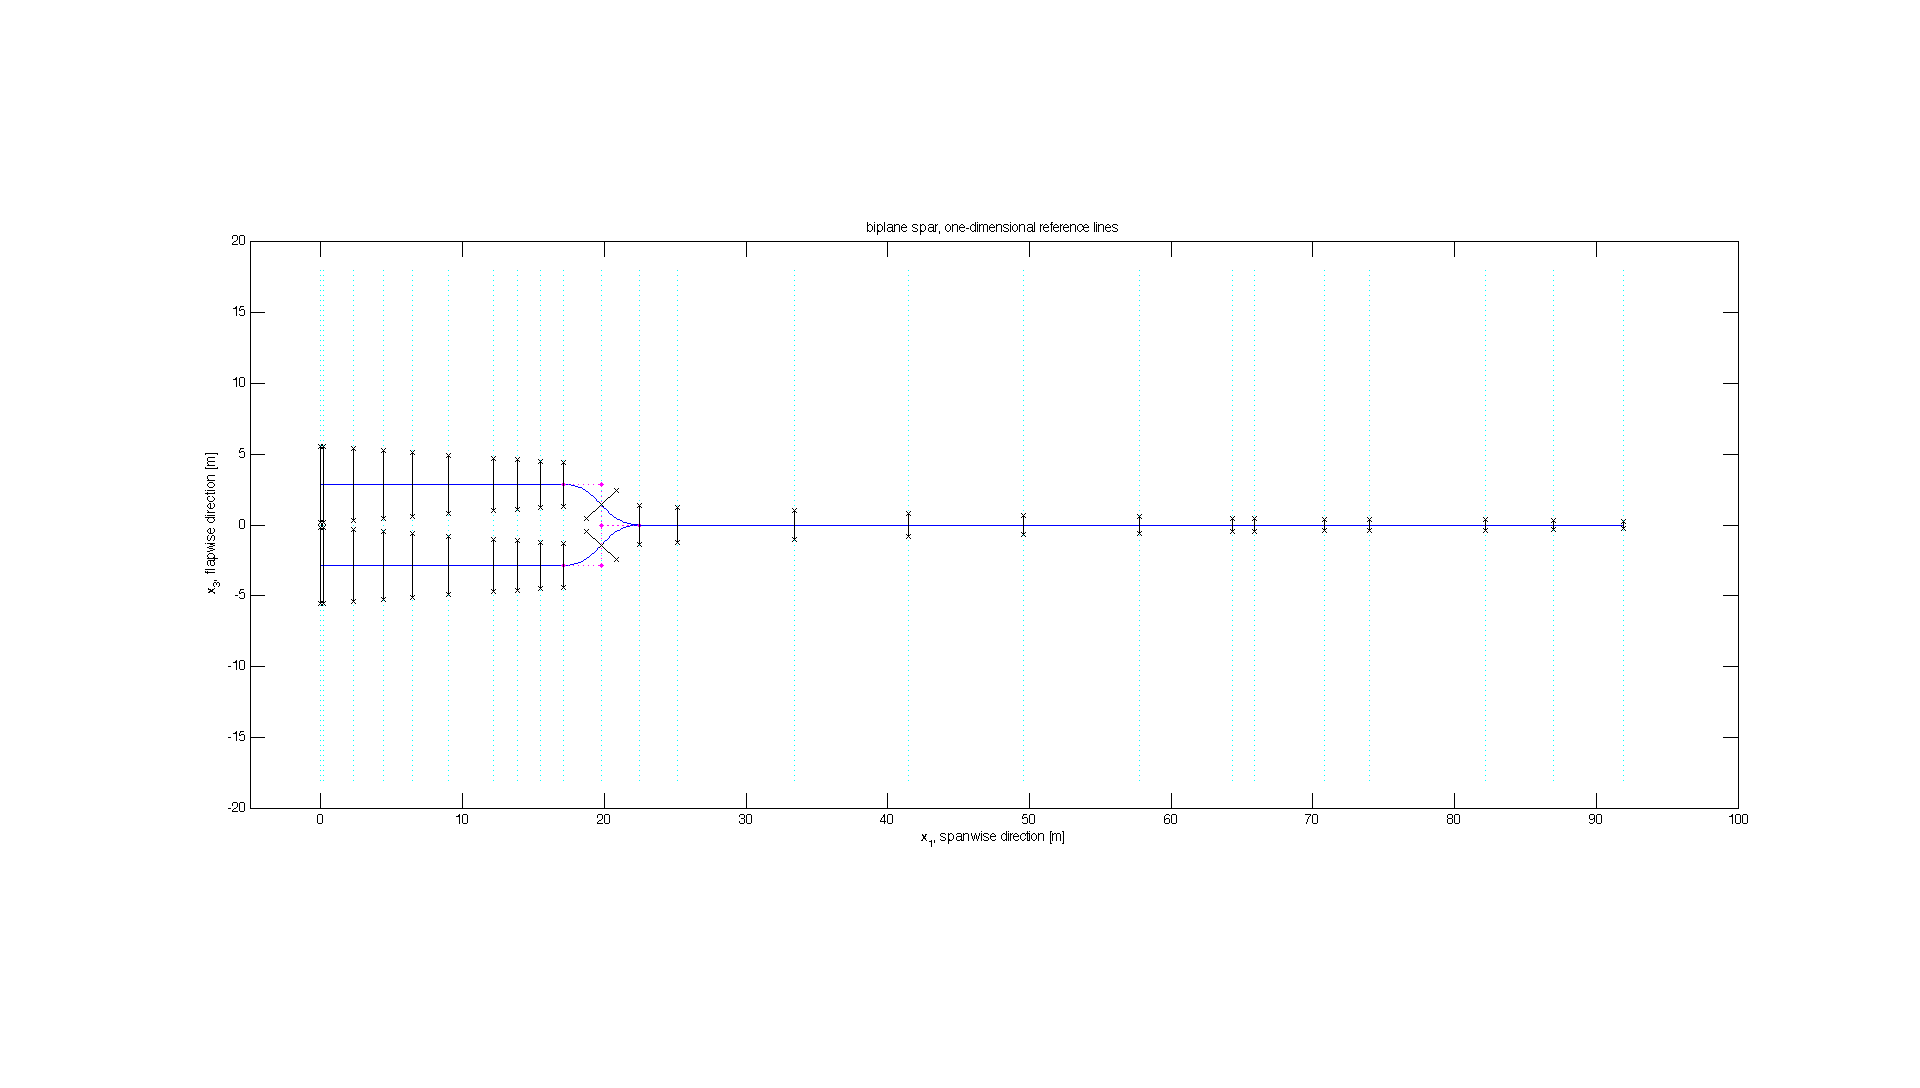 biplane spar, one-dimensional reference lines
20
15
10
5
0
-5
-10
-15
-20
x3, flapwise direction [m]
0 10 20 30 40 50 60 70 80 90 100
x1, spanwise direction [m]